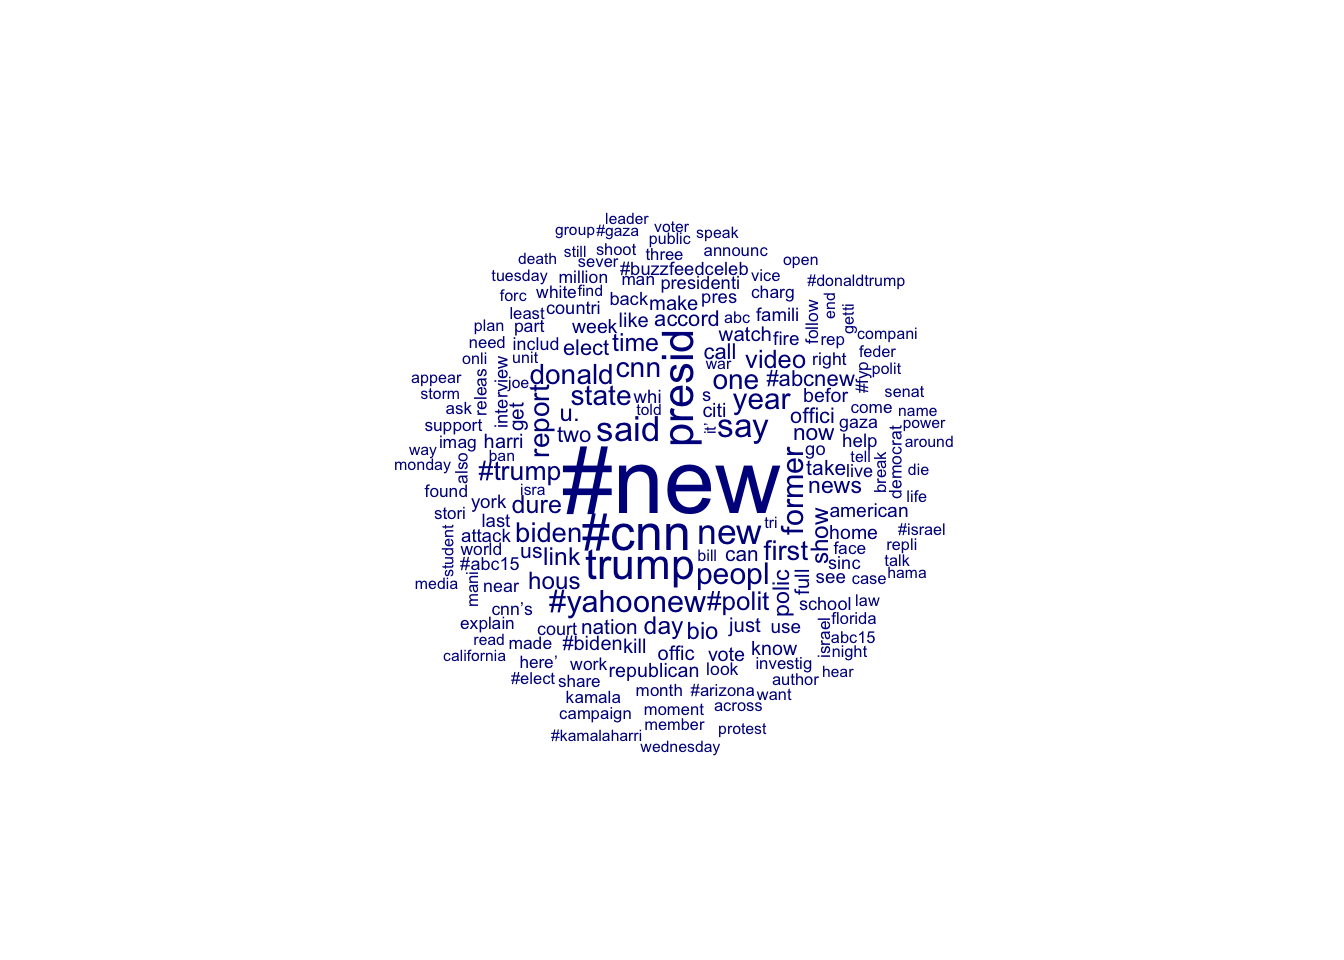 leader
group #gaza voter
public speak
death still shoot three announc
sever open
tuesday million #buzzfeedceleb vice
man presidenti #donaldtrump
forc white find back make pres charg
least countri end
plan part week like accord abc famili follow getti
need includ elect time presid watch fire rep compani
onli unit cnn call video right feder
appear releas interview joe donald war one #abcnew #fyp polit
storm get report state whi s year befor senat
ask u. told citi offici come name
support two said it' say now gaza power
imag harri go help democrat around
way ban former tell
monday also #trump #new take live break die
found isra news life
stori york dure american
last biden #cnn new tri show home #israel
attack us link trump bill can first face repli
student world sinc talk
#abc15 hous peopl polic full see case hama
media mani near
cnn's #yahoonew #polit school law
explain court nation day bio just use israel florida
read made #biden kill abc15
california here' offic vote know night
work republican look investig hear
#elect share author
kamala month #arizona want
campaign moment across
member protest
#kamalaharri
wednesday